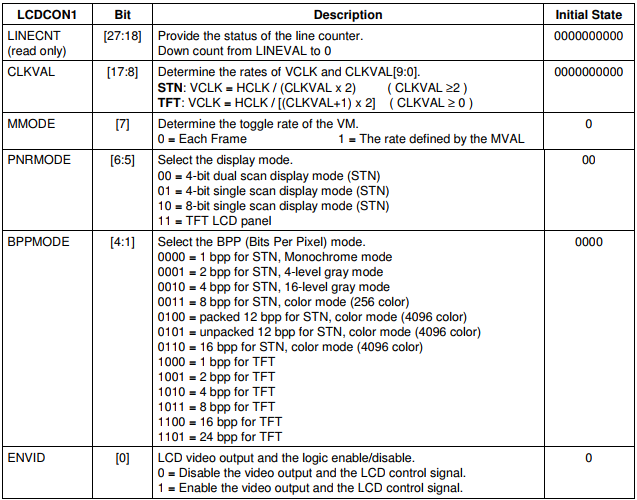 LCDCON1 Bit Description Initial State
LINECNT [27:18] Provide the status of the line counter. 0000000000
(read only) Down count from LINEVAL to 0
CLKVAL [17:8] Determine the rates of VCLK and CLKVAL[9:0]. 0000000000
STN: VCLK = HCLK / (CLKVAL x 2) ( CLKVAL ≥2 )
TFT: VCLK = HCLK / [(CLKVAL+1) x 2] ( CLKVAL ≥ 0 )
MMODE [7] Determine the toggle rate of the VM. 0
0 = Each Frame 1 = The rate defined by the MVAL
PNRMODE [6:5] Select the display mode. 00
00 = 4-bit dual scan display mode (STN)
01 = 4-bit single scan display mode (STN)
10 = 8-bit single scan display mode (STN)
11 = TFT LCD panel
BPPMODE [4:1] Select the BPP (Bits Per Pixel) mode. 0000
0000 = 1 bpp for STN, Monochrome mode
0001 = 2 bpp for STN, 4-level gray mode
0010 = 4 bpp for STN, 16-level gray mode
0011 = 8 bpp for STN, color mode (256 color)
0100 = packed 12 bpp for STN, color mode (4096 color)
0101 = unpacked 12 bpp for STN, color mode (4096 color)
0110 = 16 bpp for STN, color mode (4096 color)
1000 = 1 bpp for TFT
1001 = 2 bpp for TFT
1010 = 4 bpp for TFT
1011 = 8 bpp for TFT
1100 = 16 bpp for TFT
1101 = 24 bpp for TFT
ENVID [0] LCD video output and the logic enable/disable. 0
0 = Disable the video output and the LCD control signal.
1 = Enable the video output and the LCD control signal.